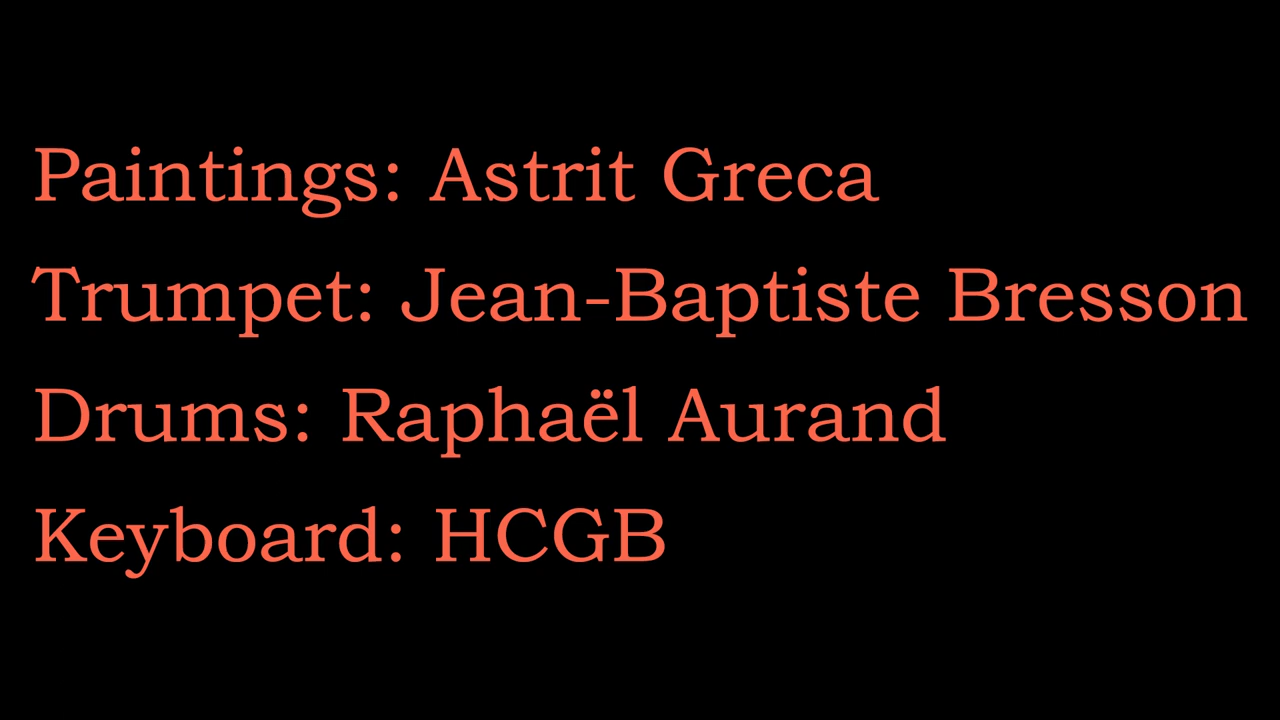 Paintings: Astrit Greca
Trumpet: Jean-Baptiste Bresson
Drums: Raphaël Aurand
Keyboard: HCGB